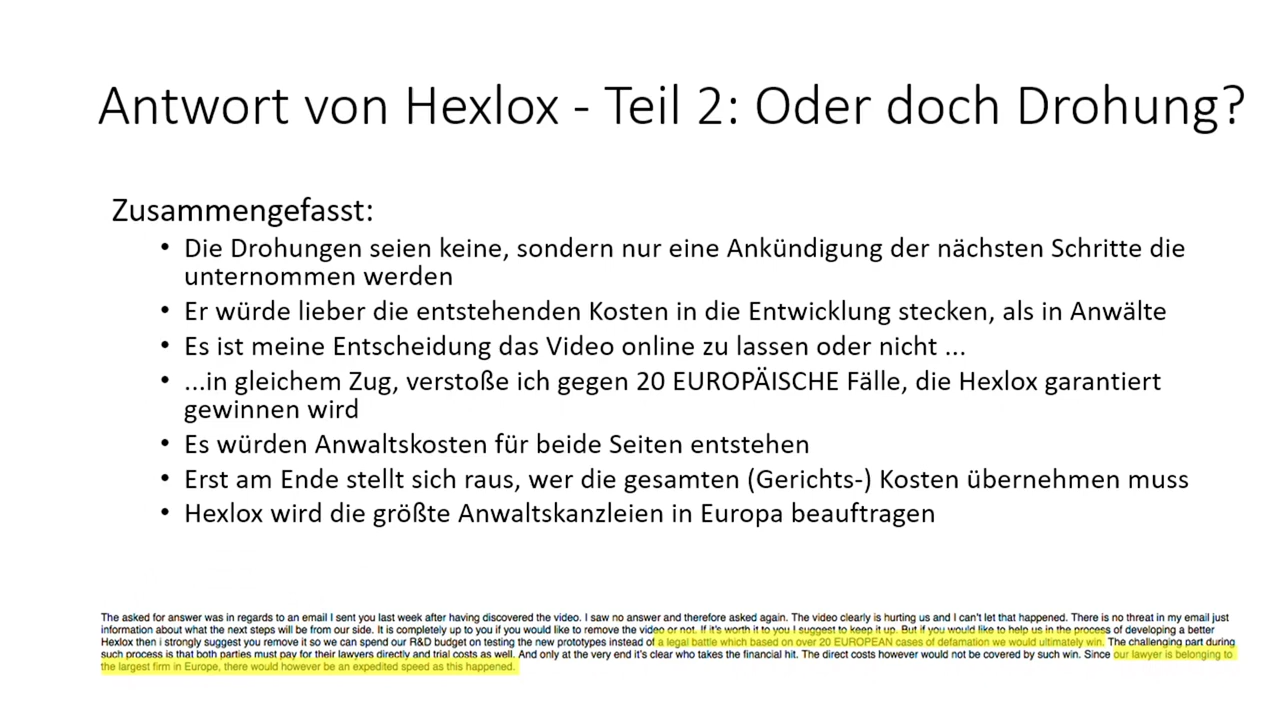 Antwort von Hexlox - Teil 2: Oder doch Drohung?
Zusammengefasst:
• Die Drohungen seien keine, sondern nur eine Ankündigung der nächsten Schritte die
unternommen werden
• Er würde lieber die entstehenden Kosten in die Entwicklung stecken, als in Anwälte
• Es ist meine Entscheidung das Video online zu lassen oder nicht ...
• ...in gleichem Zug, verstoße ich gegen 20 EUROPÄISCHE Fälle, die Hexlox garantiert
gewinnen wird
• Es würden Anwaltskosten für beide Seiten entstehen
• Erst am Ende stellt sich raus, wer die gesamten (Gerichts-) Kosten übernehmen muss
• Hexlox wird die größte Anwaltskanzleien in Europa beauftragen
The asked for answer was in regards to an email I sent you last week after having discovered the video. I saw no answer and therefore asked again. The video clearly is hurting us and I can't let that happened. There is no threat in my email just
information about what the next steps will be from our side. It is completely up to you if you would like to remove the video or not. If it's worth it to you I suggest to keep it up. But if you would like to help us in the process of developing a better
Hexlox then i strongly suggest you remove it so we can spend our R&D budget on testing the new prototypes instead of a legal battle which based on over 20 EUROPEAN cases of defamation we would ultimately win. The challenging part during
such process is that both parties must pay for their lawyers directly and trial costs as well. And only at the very end it's clear who takes the financial hit. The direct costs however would not be covered by such win. Since our lawyer is belonging to
the largest firm in Europe, there would however be an expedited speed as this happened.